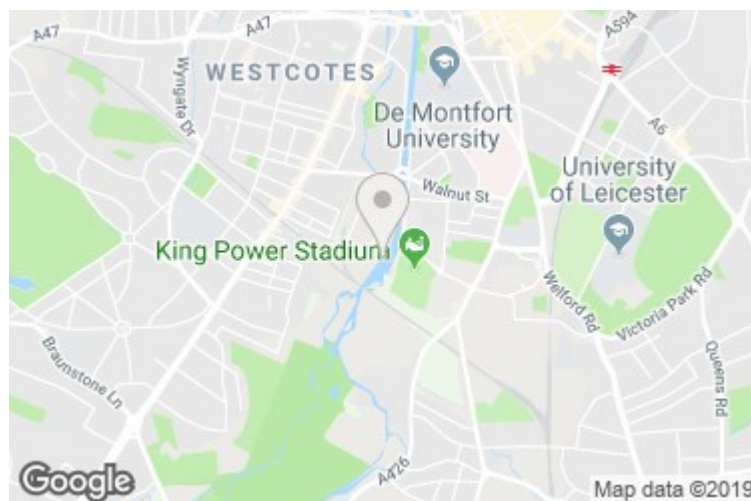 A47
A47
A594
Wyngate Dr
WESTCOTES
De Montfort
University
A6
Walnut St
University
of Leicester
King Power Stadium
Welford Rd
Victoria Park Rd
Queens Rd
Braunstone Ln
A426
Google
Map data ©2019